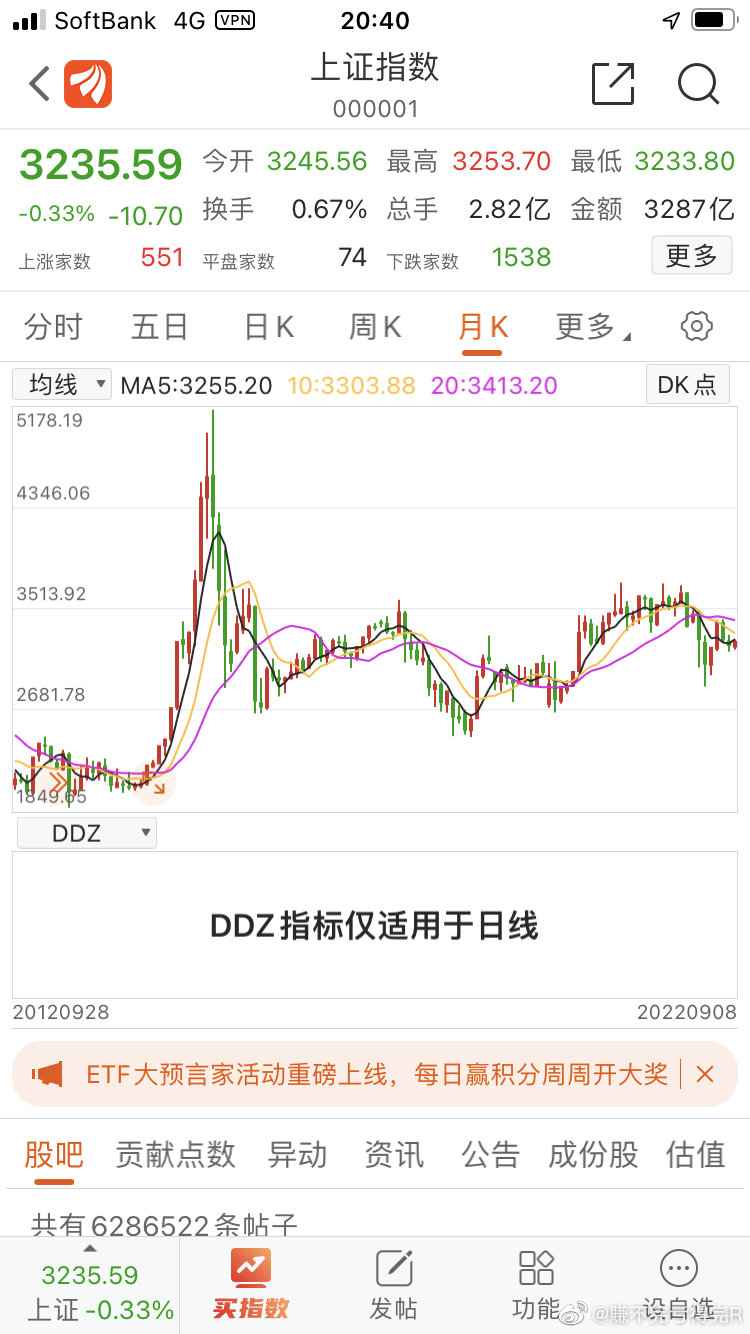 SoftBank 4G VPN 20:40
上证指数
000001
3235.59 今开 3245.56 最高 3253.70 最低 3233.80
-0.33% -10.70 换手 0.67% 总手 2.82亿 金额 3287亿
上涨家数 551 平盘家数 74 下跌家数 1538 更多
分时 五日 日K 周K 月K 更多
均线 MA5:3255.20 10:3303.88 20:3413.20 DK点
5178.19
4346.06
3513.92
2681.78
1849.65
DDZ
DDZ指标仅适用于日线
20120928 20220908
ETF大预言家活动重磅上线，每日赢积分周周开大奖
股吧 贡献点数 异动 资讯 公告 成份股 估值
共有6286522条帖子
3235.59
上证 -0.33% 买指数 发帖 功能 设自选